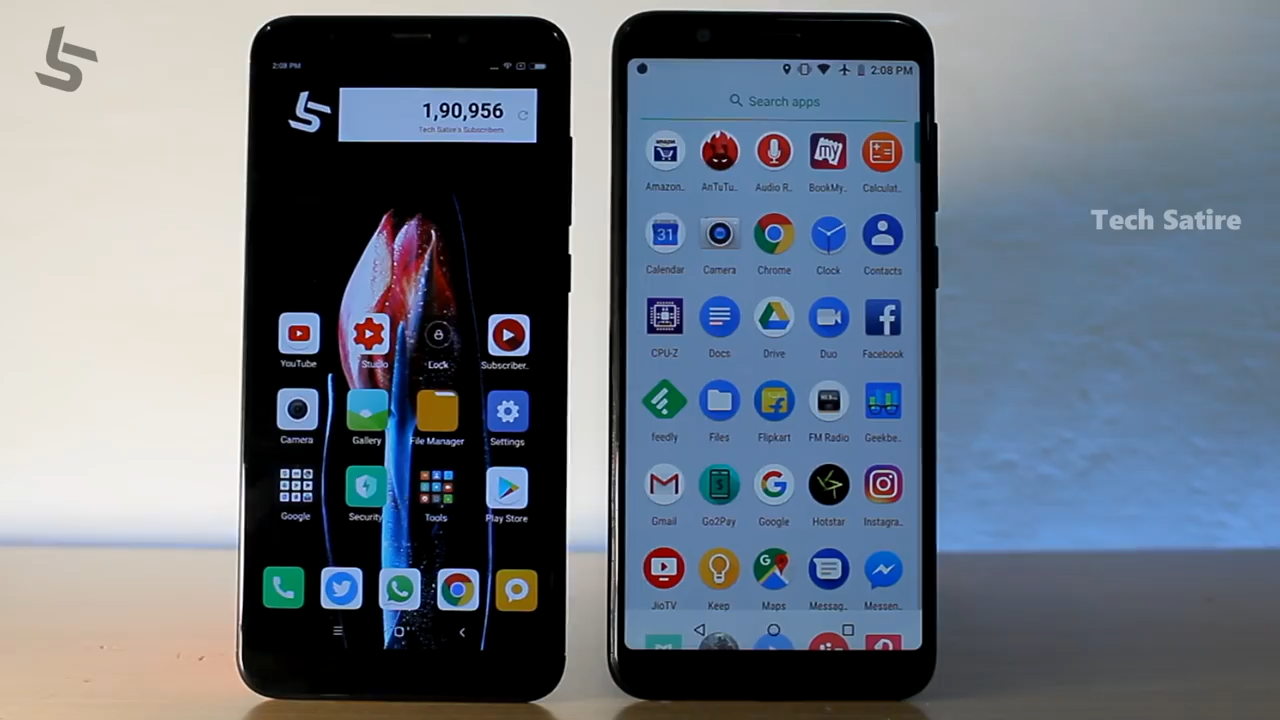 2:08 PM
1,90,956
Tech Satire's Subscribers
YouTube
Studio
Lock
Subscriber..
Camera
Gallery
File Manager
Settings
Google
Security
Tools
Play Store
2:08 PM
Search apps
Amazon..
AnTuTu..
Audio R..
BookMy..
Calculat..
amazon
my
31
Calendar
Camera
Chrome
Clock
Contacts
CPU-Z
Docs
Drive
Duo
Facebook
feedly
Files
Flipkart
FM Radio
Geekbe..
Gmail
Go2Pay
Google
Hotstar
Instagra..
JioTV
Keep
Maps
Messag..
Messen..
Tech Satire